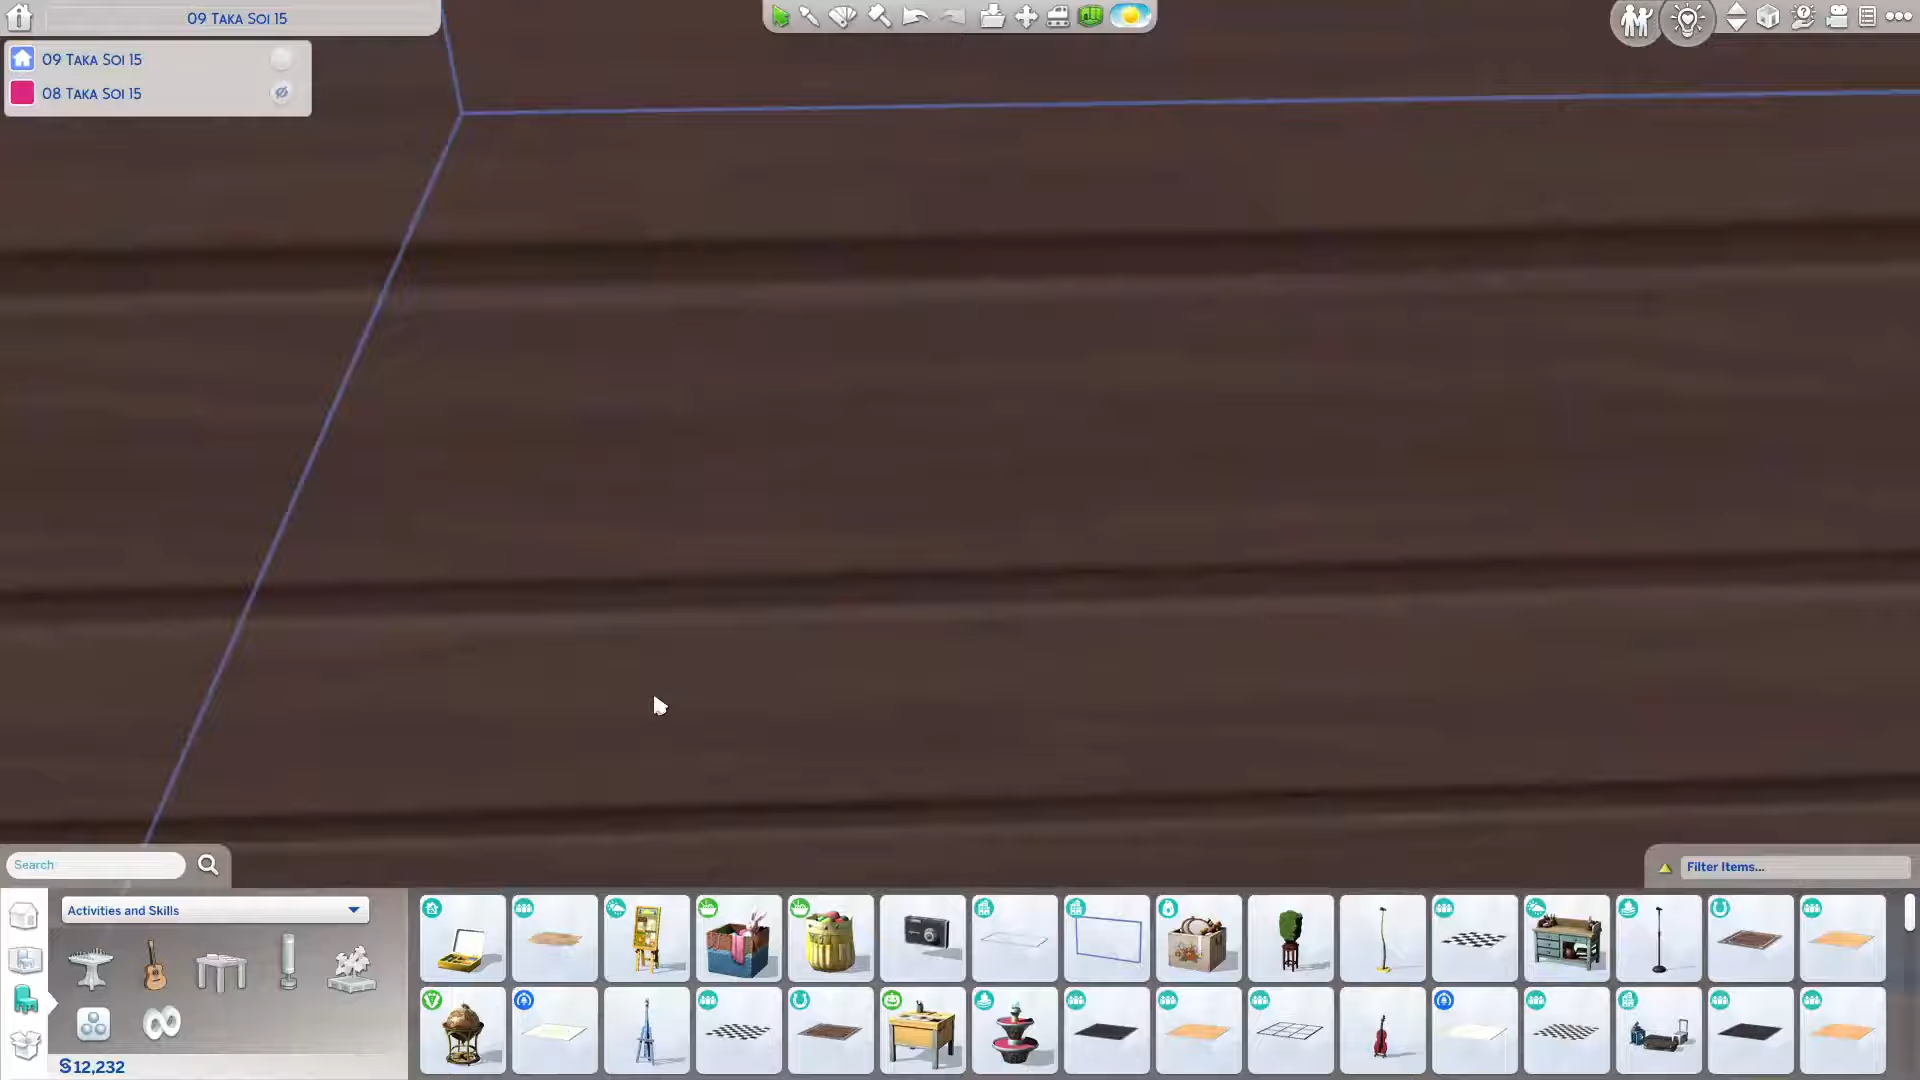 09 Taka Soi 15
09 Taka Soi 15
08 Taka Soi 15
Search
Filter Items...
Activities and Skills
§12,232